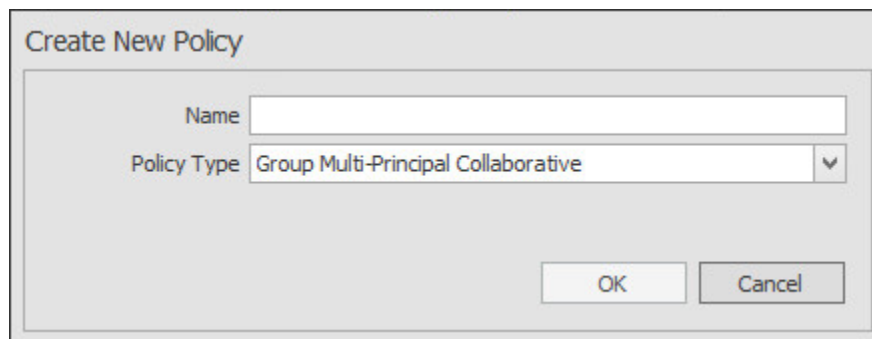 Create New Policy
Name
Policy Type Group Multi-Principal Collaborative
OK Cancel